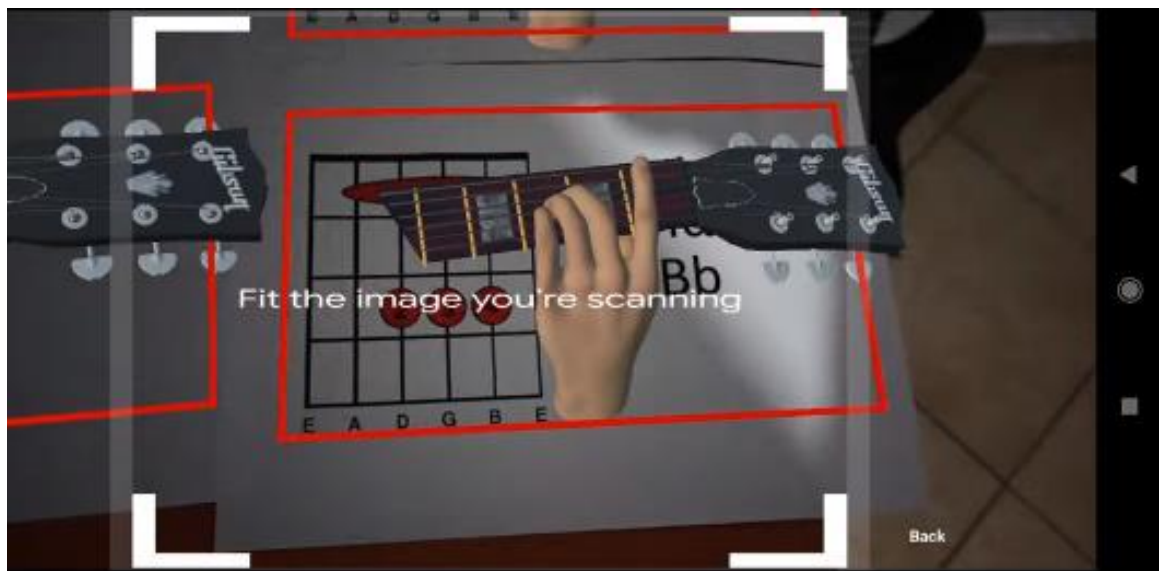 E A D G B E
Gibson
Gibson
Bb
Fit the image you're scanning
E A D G B E
Back